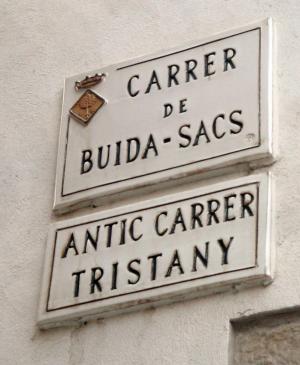 CARRER
DE
BUIDA-SACS
ANTIC CARRER
TRISTANY